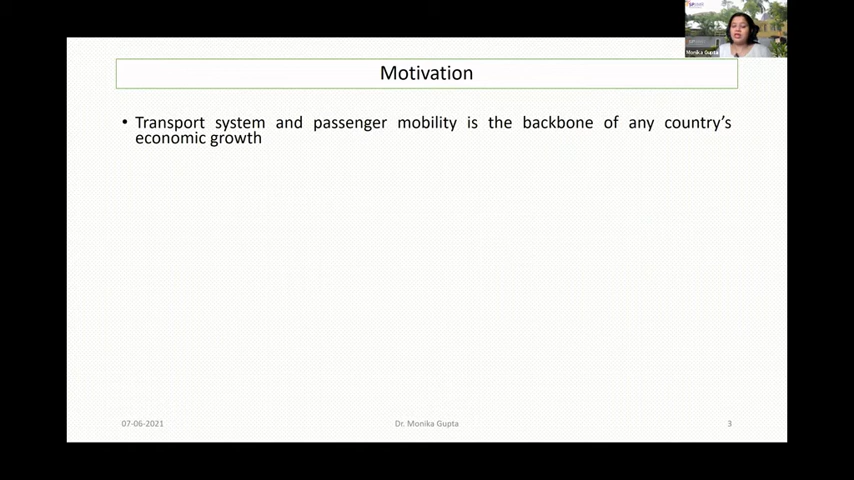 Motivation
• Transport system and passenger mobility is the backbone of any country's
economic growth
07-06-2021
Dr. Monika Gupta
3
Monika Gupta